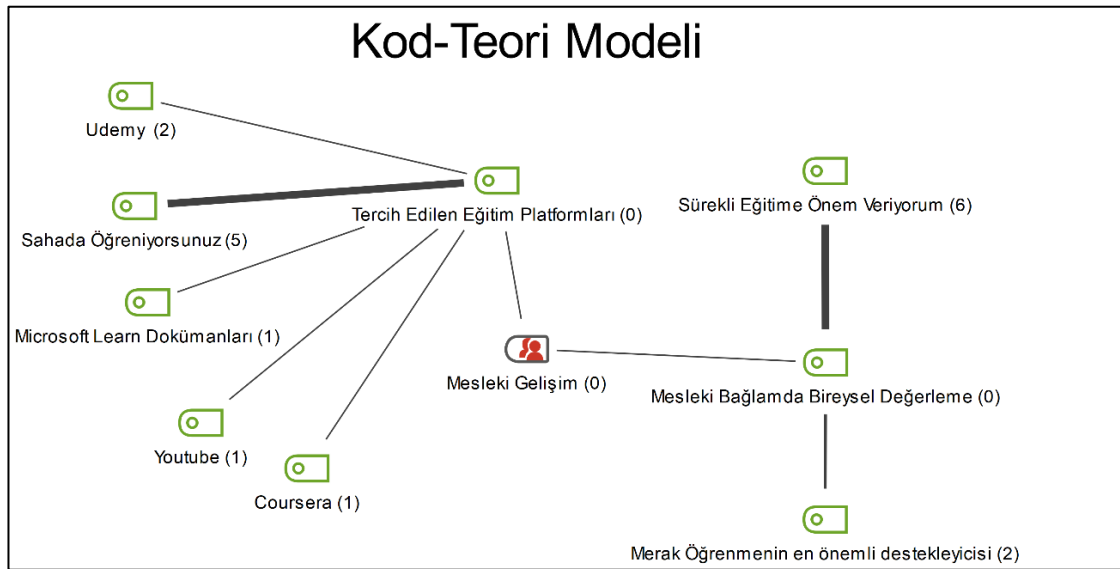 Kod-Teori Modeli
Udemy (2)
Tercih Edilen Eğitim Platformları (0)
Sürekli Eğitime Önem Veriyorum (6)
Sahada Öğreniyorsunuz (5)
Microsoft Learn Dokümanları (1)
Mesleki Gelişim (0)
Mesleki Bağlamda Bireysel Değerleme (0)
Youtube (1)
Coursera (1)
Merak Öğrenmenin en önemli destekleyicisi (2)